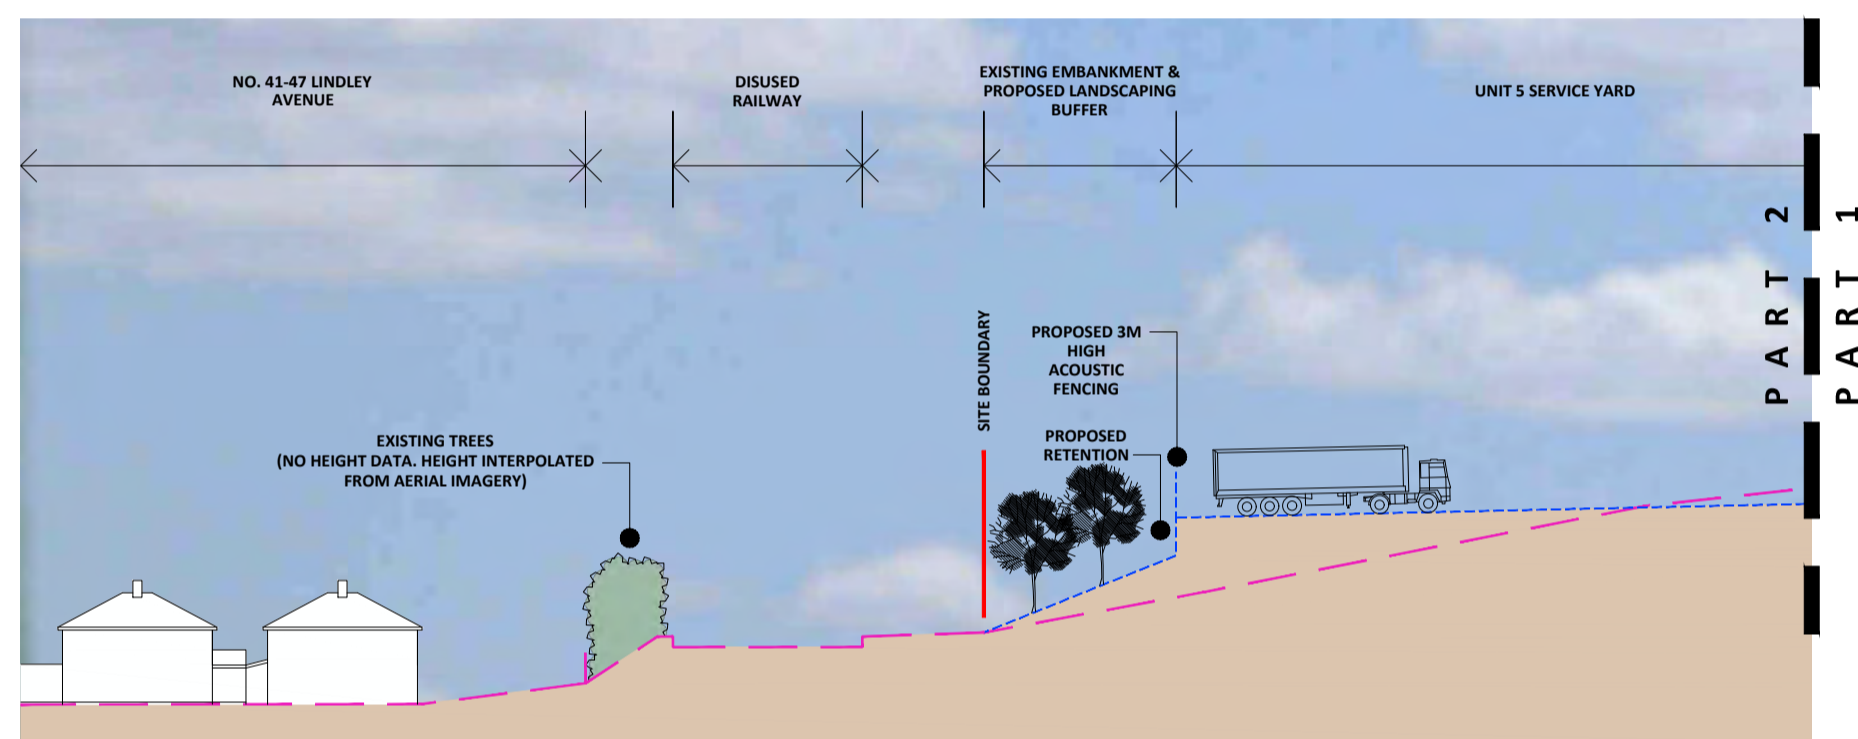 NO. 41-47 LINDLEY
AVENUE
DISUSED
RAILWAY
EXISTING EMBANKMENT &
PROPOSED LANDSCAPING
BUFFER
UNIT 5 SERVICE YARD
PART 2
PART 1
SITE BOUNDARY
PROPOSED 3M
HIGH
ACOUSTIC
FENCING
PROPOSED
RETENTION
EXISTING TREES
(NO HEIGHT DATA. HEIGHT INTERPOLATED
FROM AERIAL IMAGERY)